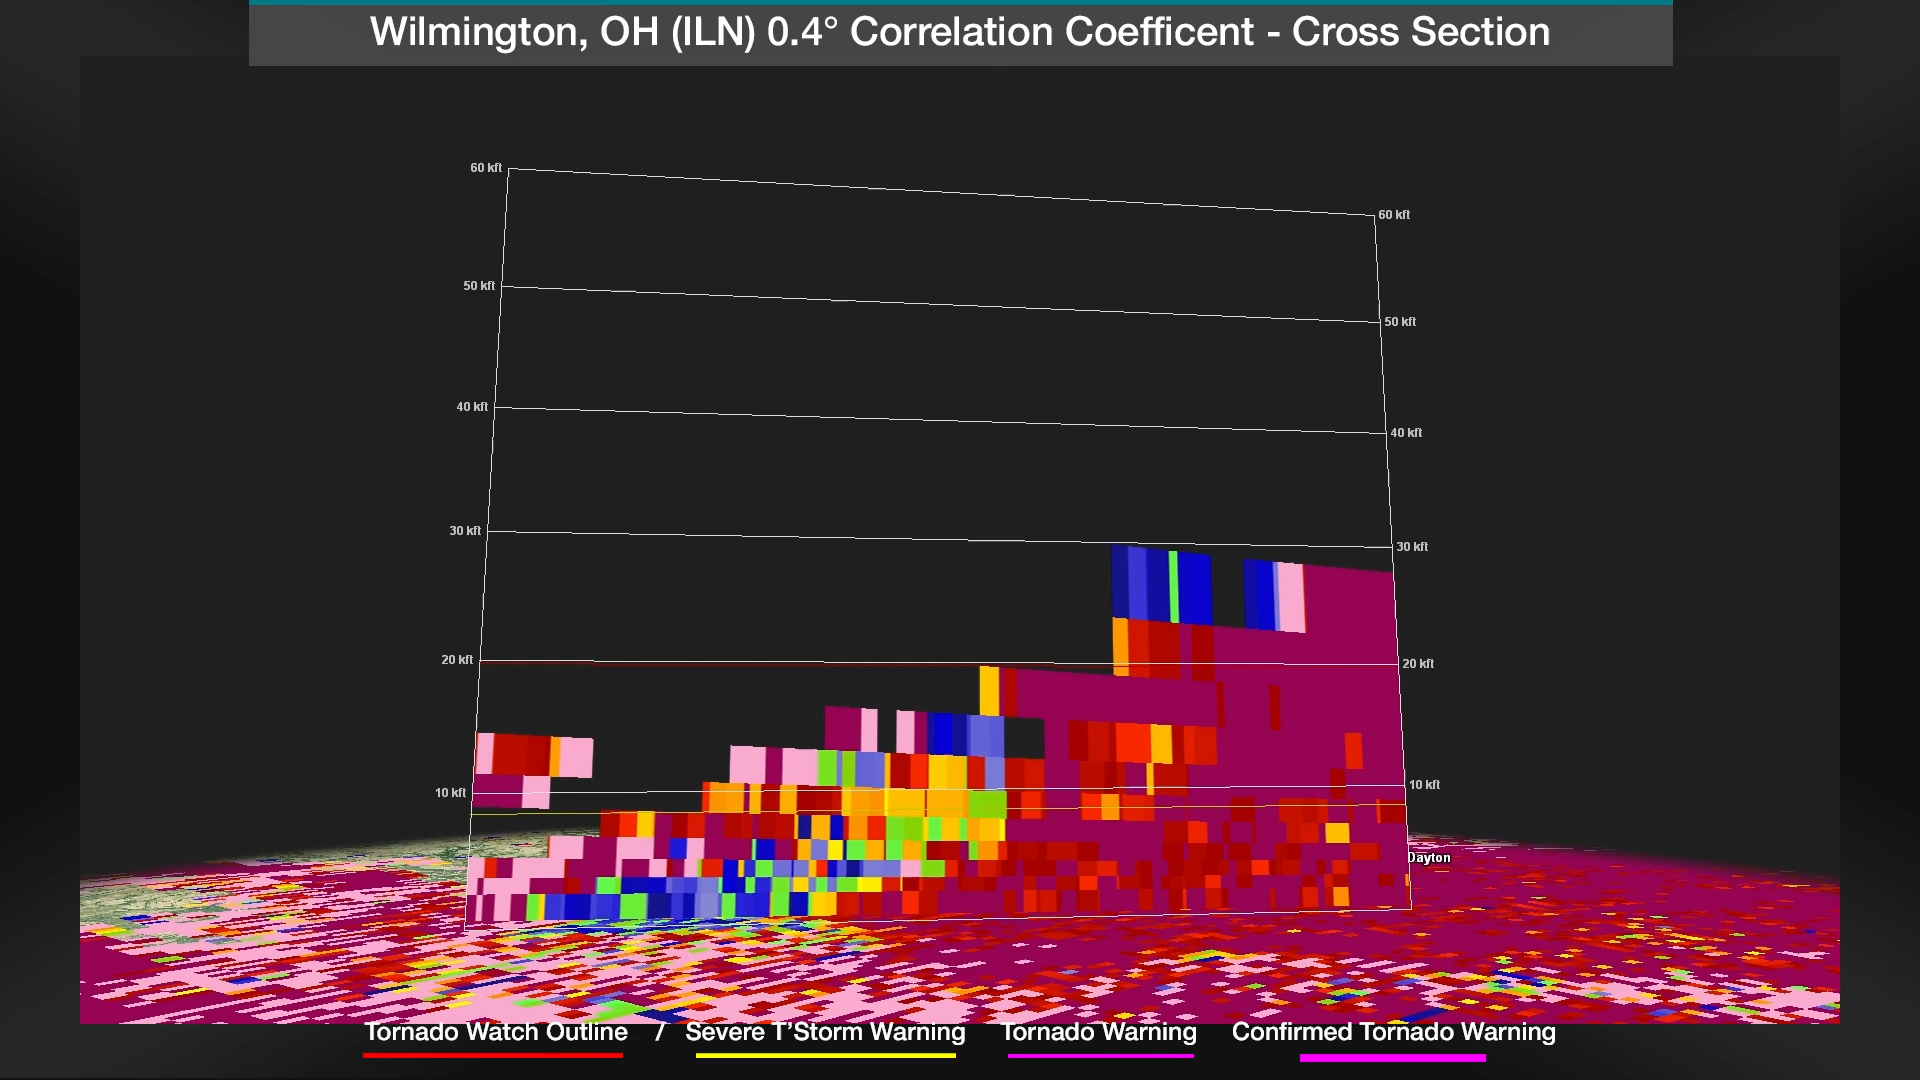 Wilmington, OH (ILN) 0.4° Correlation Coefficent - Cross Section
60 kft
60 kft
50 kft
50 kft
40 kft
40 kft
30 kft
30 kft
20 kft
20 kft
10 kft
10 kft
Dayton
Tornado Watch Outline / Severe T'Storm Warning Tornado Warning Confirmed Tornado Warning